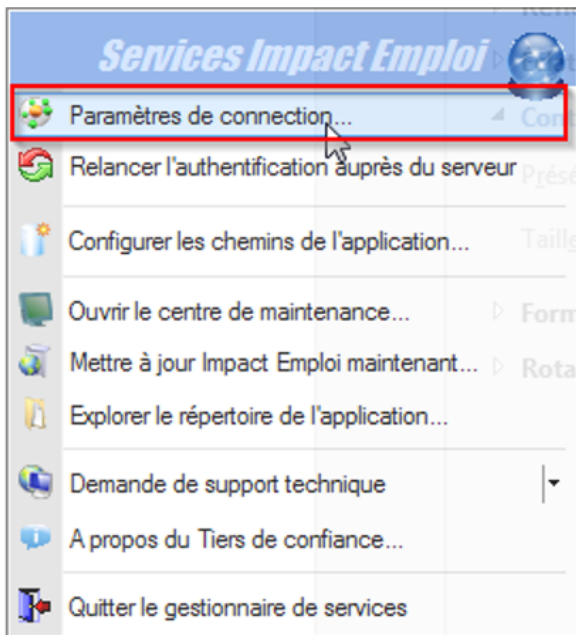 Services Impact Emploi
Paramètres de connection...
Relancer l'authentification auprès du serveur
Configurer les chemins de l'application...
Ouvrir le centre de maintenance...
Mettre à jour Impact Emploi maintenant...
Explorer le répertoire de l'application...
Demande de support technique
A propos du Tiers de confiance...
Quitter le gestionnaire de services